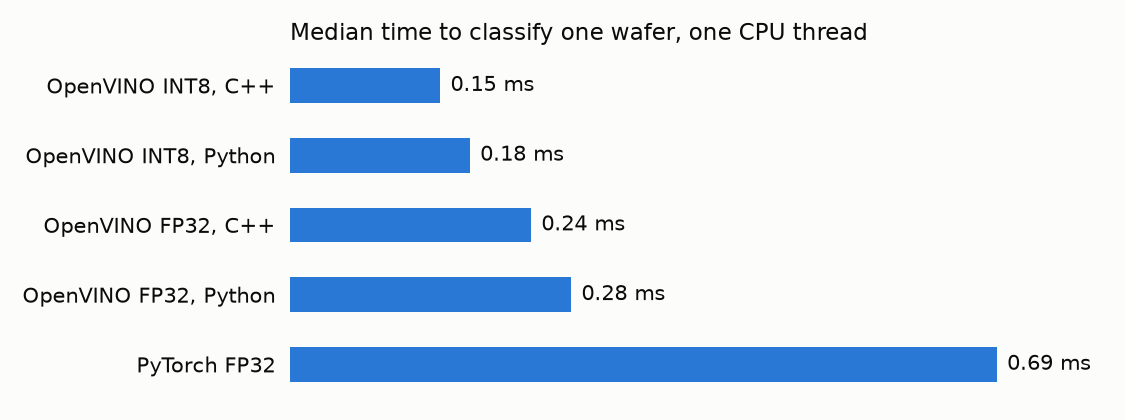 Median time to classify one wafer, one CPU thread
OpenVINO INT8, C++ 0.15 ms
OpenVINO INT8, Python 0.18 ms
OpenVINO FP32, C++ 0.24 ms
OpenVINO FP32, Python 0.28 ms
PyTorch FP32 0.69 ms